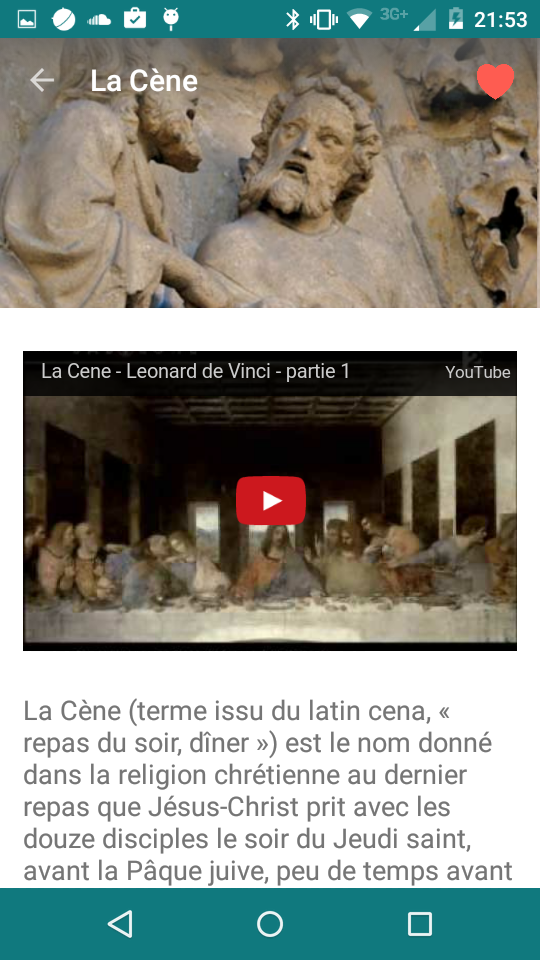 3G+ 21:53
La Cène
La Cene - Leonard de Vinci - partie 1 YouTube
La Cène (terme issu du latin cena, «
repas du soir, dîner ») est le nom donné
dans la religion chrétienne au dernier
repas que Jésus-Christ prit avec les
douze disciples le soir du Jeudi saint,
avant la Pâque juive, peu de temps avant